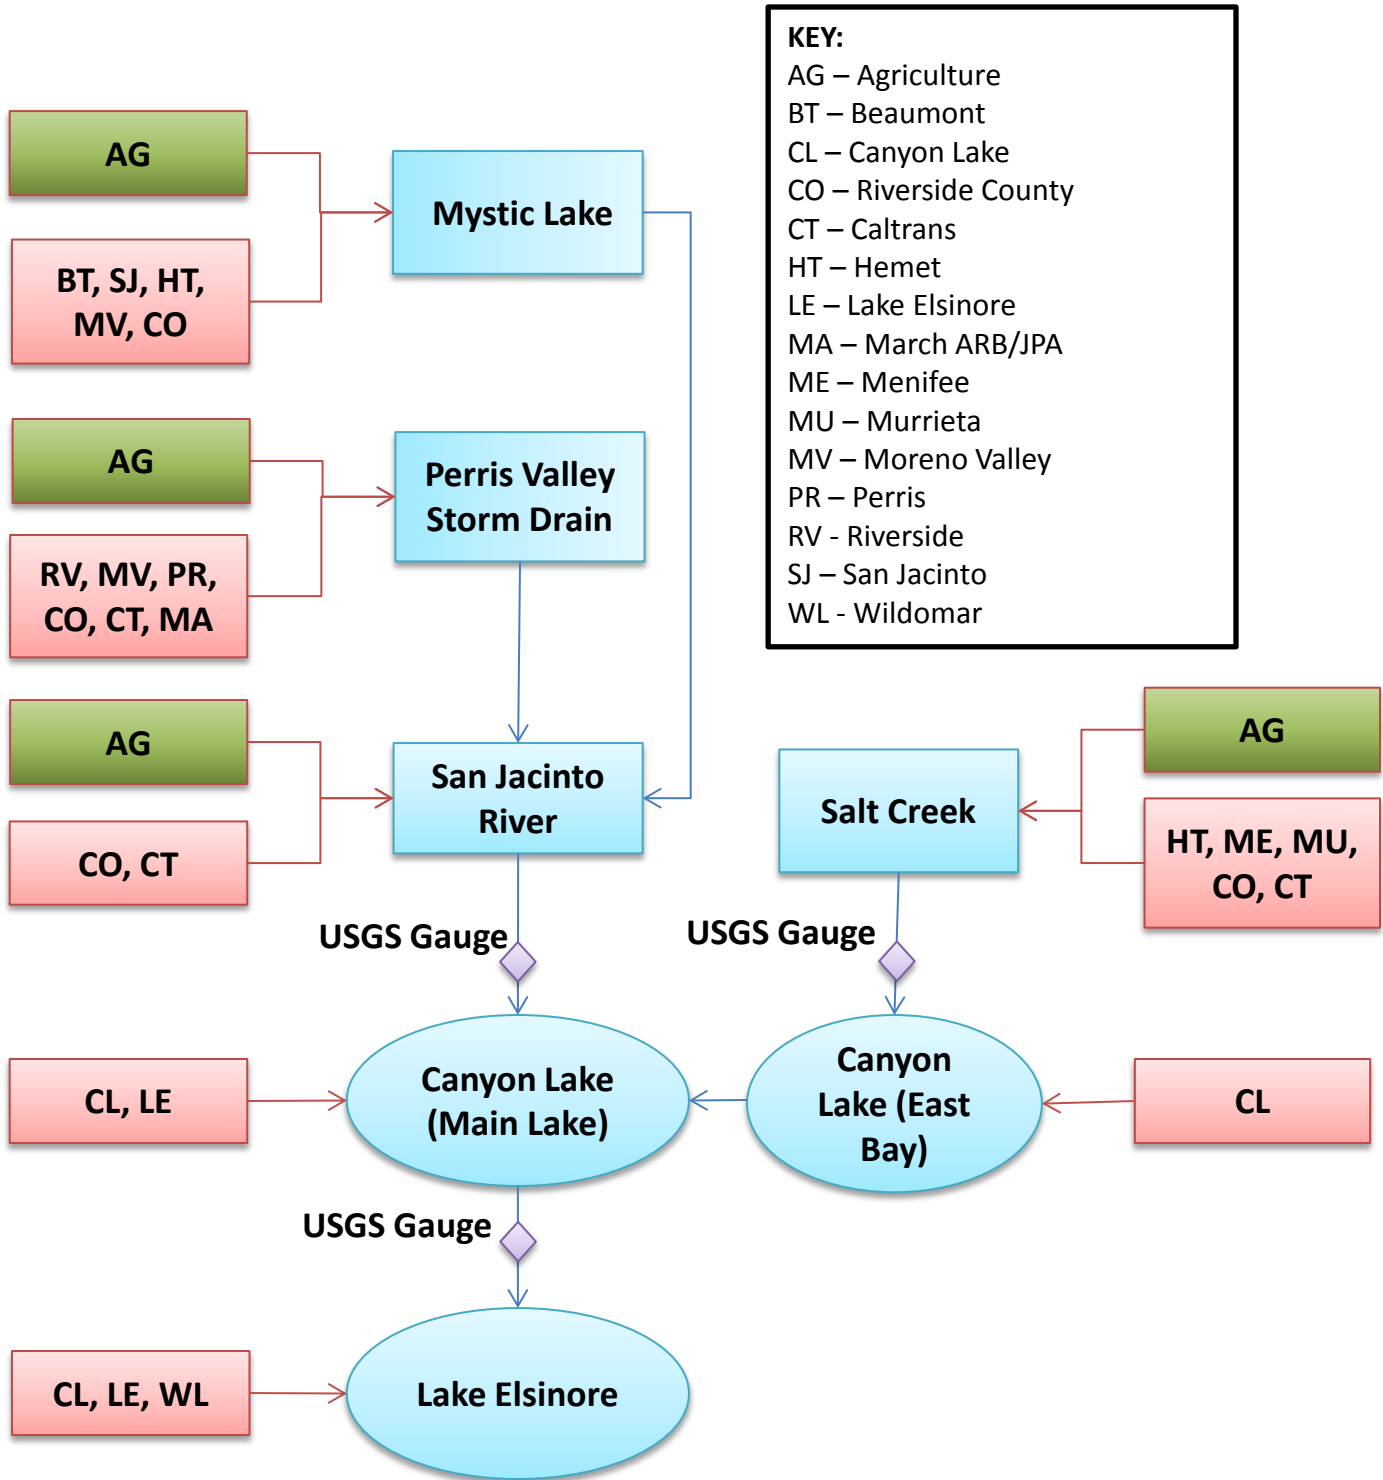 KEY:
AG – Agriculture
BT – Beaumont
CL – Canyon Lake
CO – Riverside County
CT – Caltrans
HT – Hemet
LE – Lake Elsinore
MA – March ARB/JPA
ME – Menifee
MU – Murrieta
MV – Moreno Valley
PR – Perris
RV - Riverside
SJ – San Jacinto
WL - Wildomar
AG
BT, SJ, HT,
MV, CO
Mystic Lake
AG
RV, MV, PR,
CO, CT, MA
Perris Valley
Storm Drain
AG
CO, CT
San Jacinto
River
Salt Creek
AG
HT, ME, MU,
CO, CT
USGS Gauge
USGS Gauge
CL, LE
Canyon Lake
(Main Lake)
Canyon
Lake (East
Bay)
CL
USGS Gauge
CL, LE, WL
Lake Elsinore